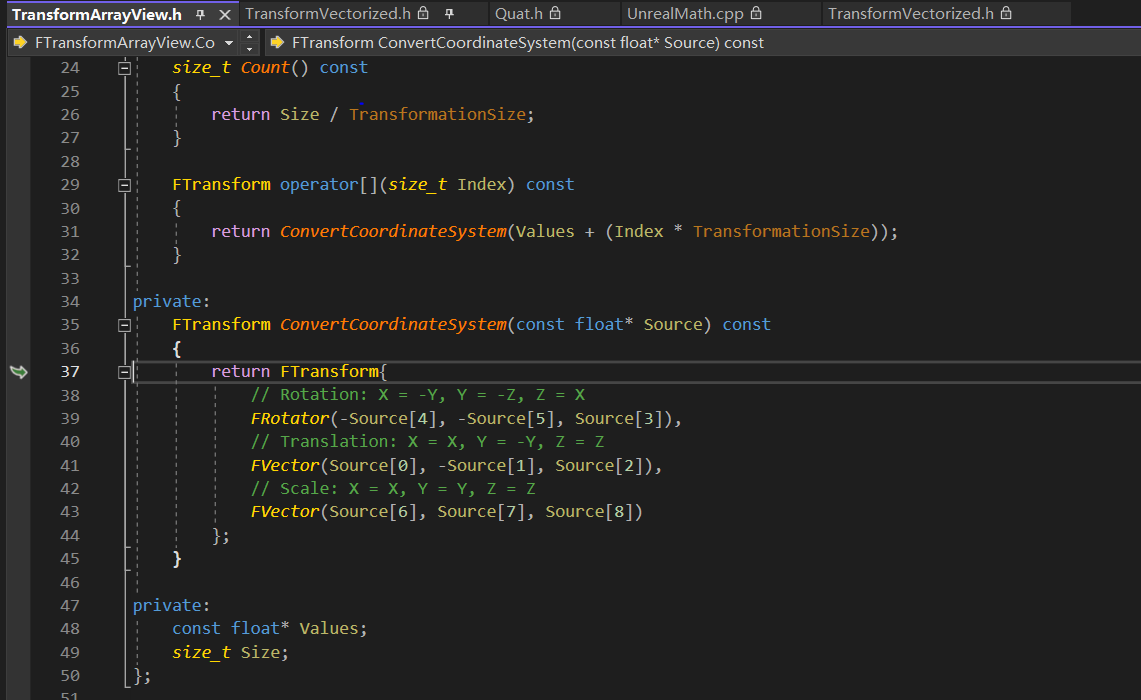 TransformArrayView.h TransformVectorized.h Quat.h UnrealMath.cpp TransformVectorized.h
FTransformArrayView.Co FTransform ConvertCoordinateSystem(const float* Source) const
24 size_t Count() const
25 {
26 return Size / TransformationSize;
27 }
28
29 FTransform operator[](size_t Index) const
30 {
31 return ConvertCoordinateSystem(Values + (Index * TransformationSize));
32 }
33
34 private:
35 FTransform ConvertCoordinateSystem(const float* Source) const
36 {
37 return FTransform{
38 // Rotation: X = -Y, Y = -Z, Z = X
39 FRotator(-Source[4], -Source[5], Source[3]),
40 // Translation: X = X, Y = -Y, Z = Z
41 FVector(Source[0], -Source[1], Source[2]),
42 // Scale: X = X, Y = Y, Z = Z
43 FVector(Source[6], Source[7], Source[8])
44 };
45 }
46
47 private:
48 const float* Values;
49 size_t Size;
50 };
51